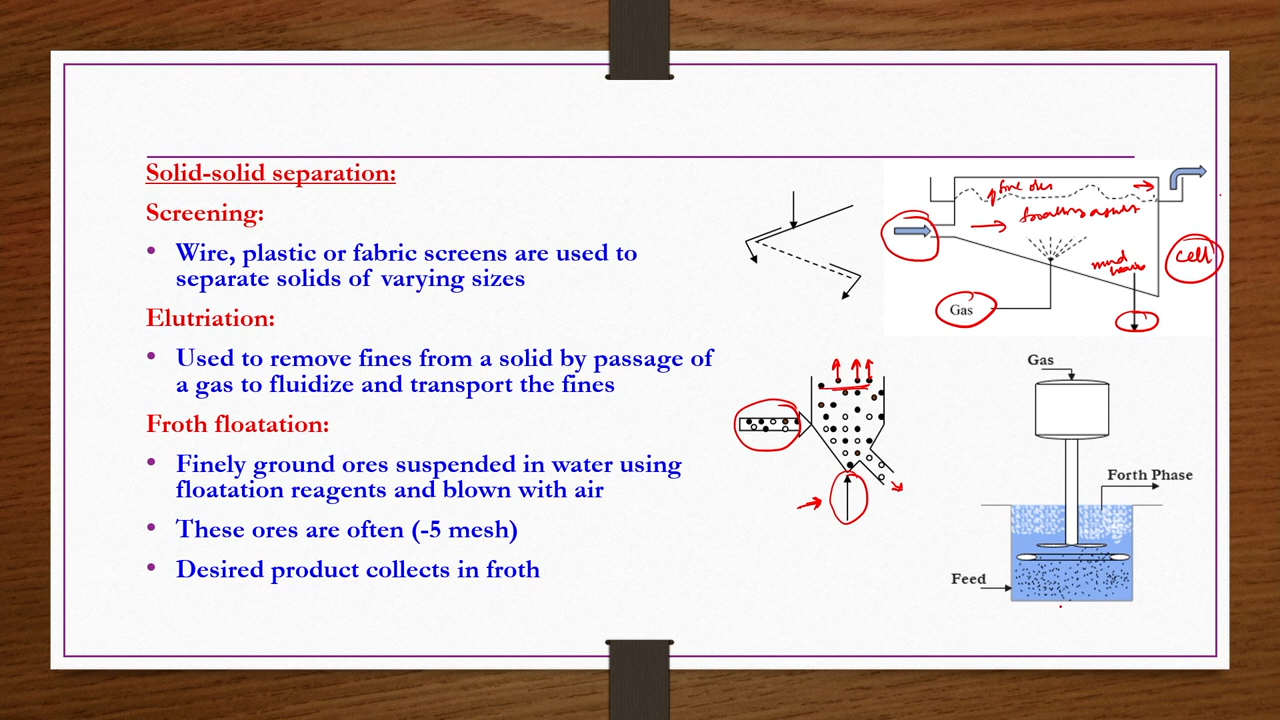 Solid-solid separation:
Screening:
• Wire, plastic or fabric screens are used to
separate solids of varying sizes
Elutriation:
• Used to remove fines from a solid by passage of
a gas to fluidize and transport the fines
Froth floatation:
• Finely ground ores suspended in water using
floatation reagents and blown with air
• These ores are often (-5 mesh)
• Desired product collects in froth
fine ores
cell
Gas
Gas
Forth Phase
Feed